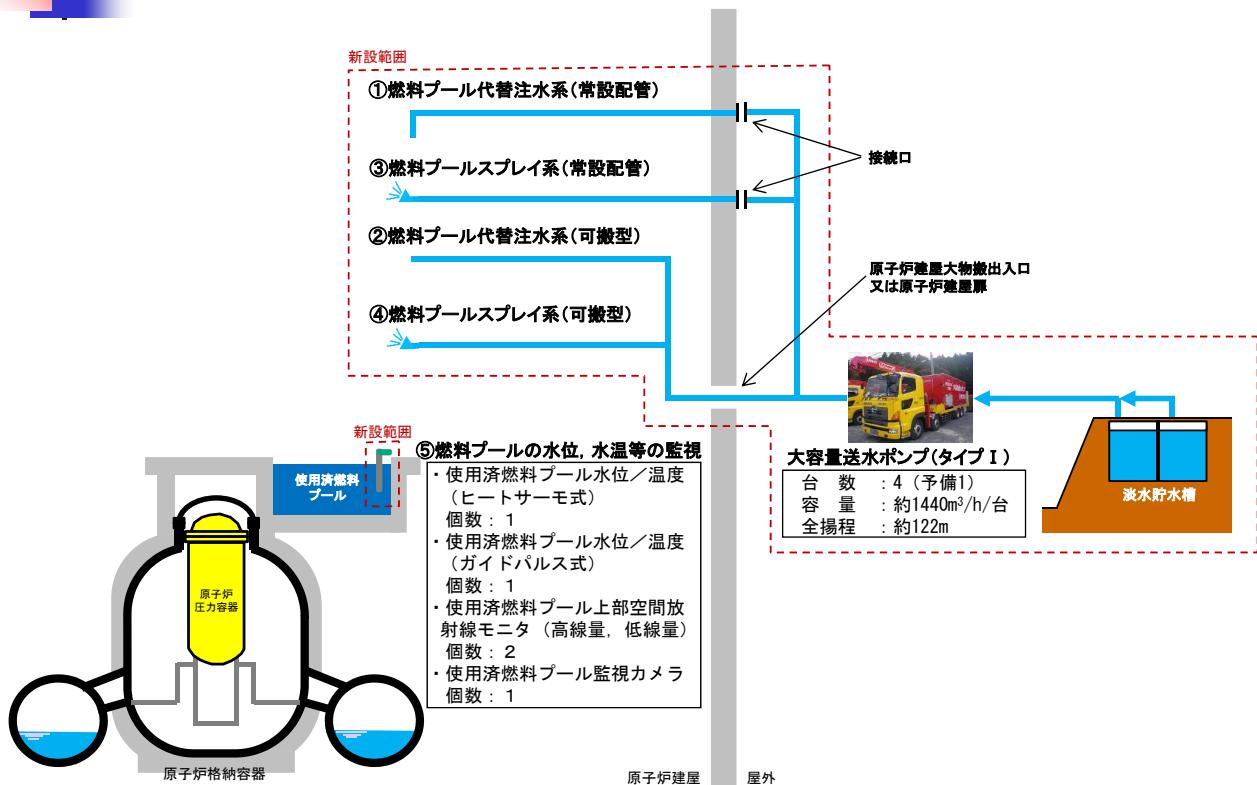 新設範囲
①燃料プール代替注水系(常設配管)
接続口
③燃料プールスプレイ系(常設配管)
②燃料プール代替注水系(可搬型)
原子炉建屋大物搬出入口
又は原子炉建屋扉
④燃料プールスプレイ系(可搬型)
新設範囲
⑤燃料プールの水位，水温等の監視
・使用済燃料プール水位／温度
（ヒートサーモ式）
個数：１
・使用済燃料プール水位／温度
（ガイドパルス式）
個数：１
・使用済燃料プール上部空間放
射線モニタ（高線量，低線量）
個数：２
・使用済燃料プール監視カメラ
個数：１
大容量送水ポンプ(タイプⅠ)
台　数　：4（予備1）
容　量　：約1440m³/h/台
全揚程　：約122m
淡水貯水槽
使用済燃料
プール
原子炉
圧力容器
原子炉格納容器
原子炉建屋
屋外